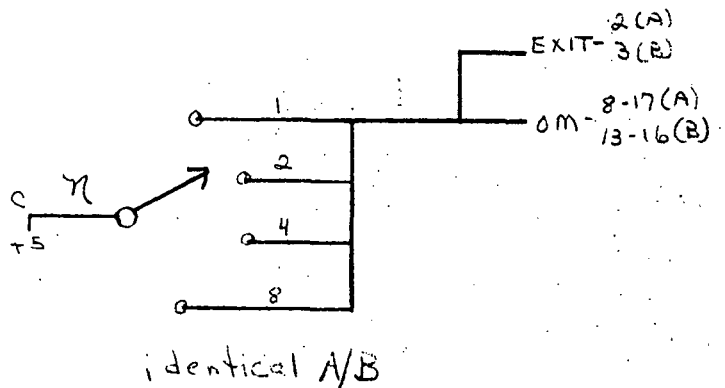 2(A)
EXIT- 3(B)
8-17(A)
OM- 13-16(B)
1
2
C n
+5
4
8
identical A/B